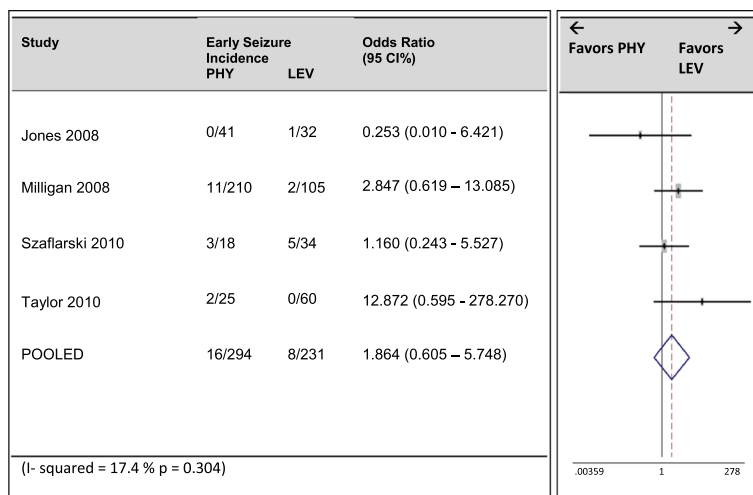 Study Early Seizure Incidence Odds Ratio (95 CI%)
PHY LEV
Jones 2008 0/41 1/32 0.253 (0.010 - 6.421)
Milligan 2008 11/210 2/105 2.847 (0.619 – 13.085)
Szaflarski 2010 3/18 5/34 1.160 (0.243 - 5.527)
Taylor 2010 2/25 0/60 12.872 (0.595 - 278.270)
POOLED 16/294 8/231 1.864 (0.605 – 5.748)
(I- squared = 17.4 % p = 0.304)
← →
Favors PHY Favors LEV
.00359 1 278